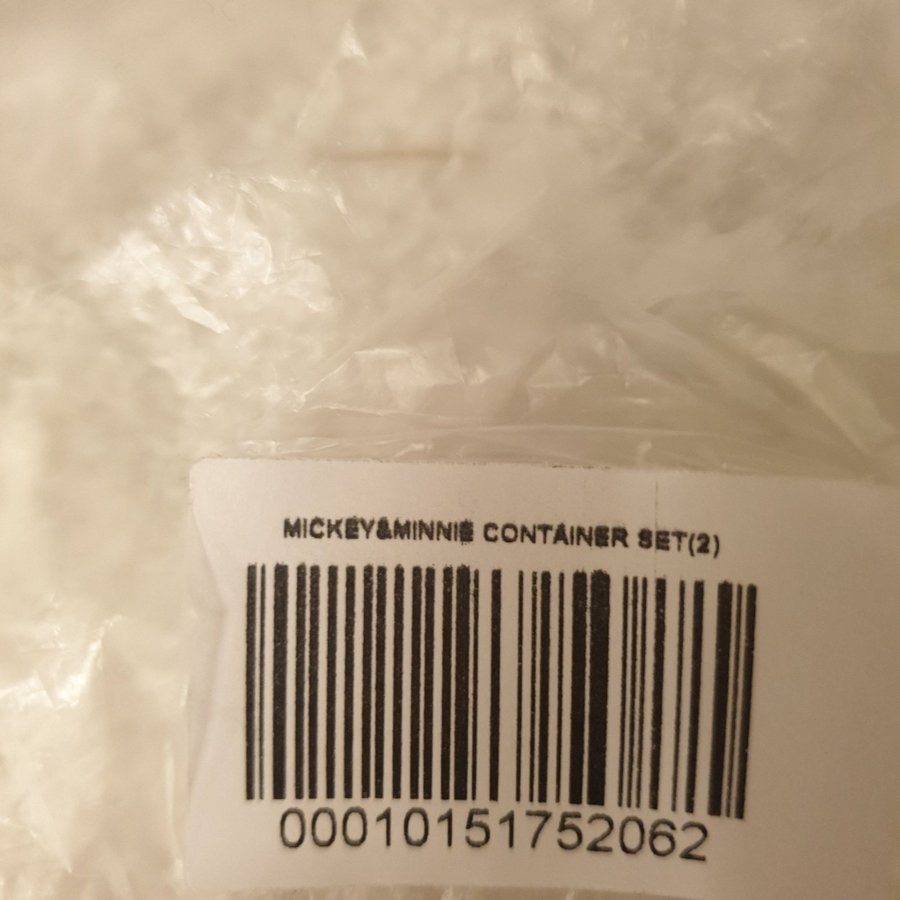 MICKEY&MINNIE CONTAINER SET(2)
00010151752062